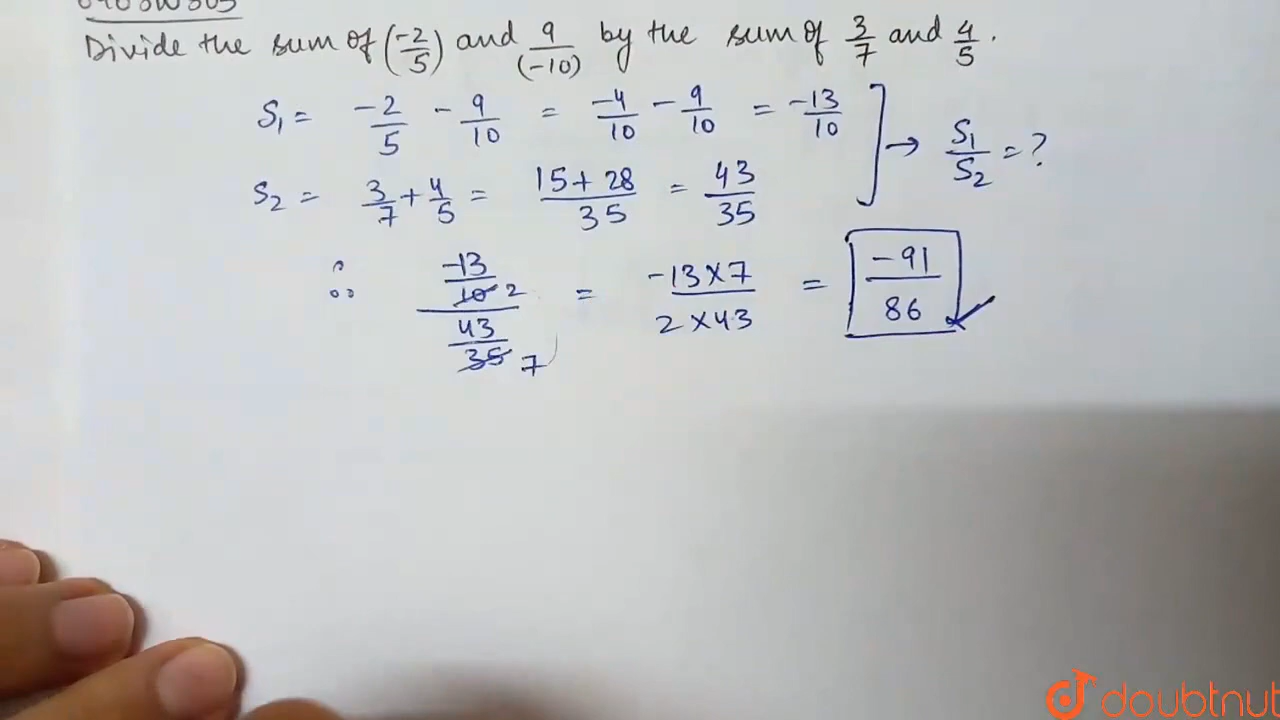 Divide the sum of (-2/5) and 9/(-10) by the sum of 3/7 and 4/5.
S₁ = -2/5 - 9/10 = -4/10 - 9/10 = -13/10 ] → S₁/S₂ = ?
S₂ = 3/7 + 4/5 = 15+28/35 = 43/35
∴ -13/10 2 / 43/35 7 = -13×7/2×43 = -91/86
doubtnut